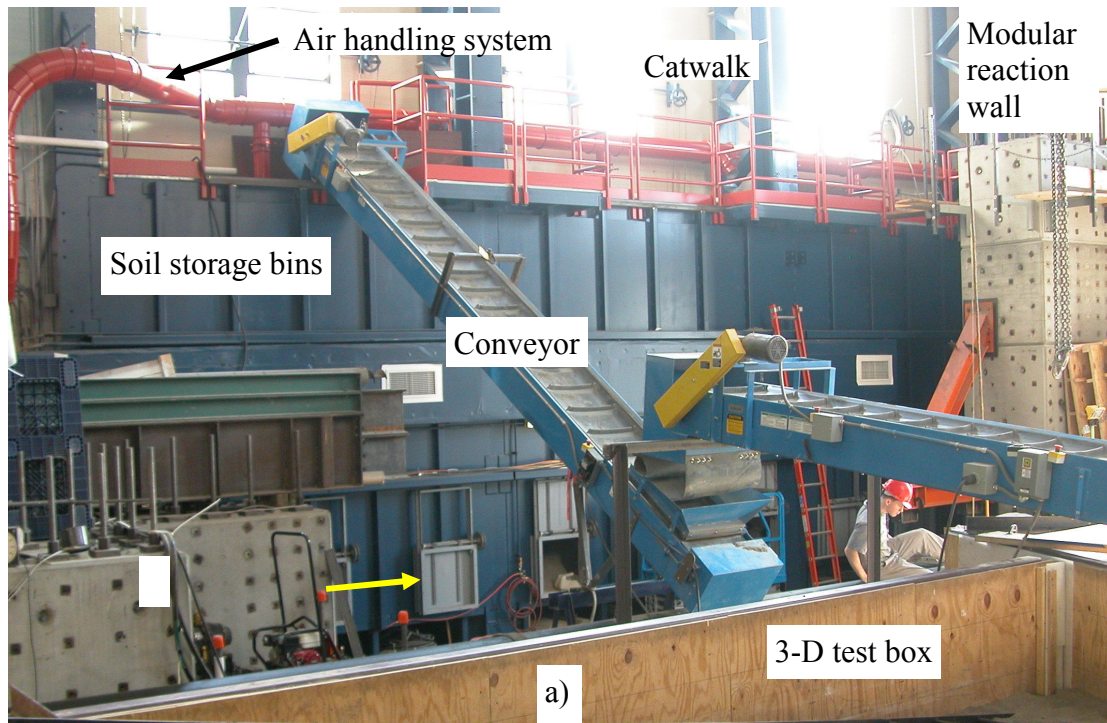 Air handling system
Catwalk
Modular
reaction
wall
Soil storage bins
Conveyor
3-D test box
a)